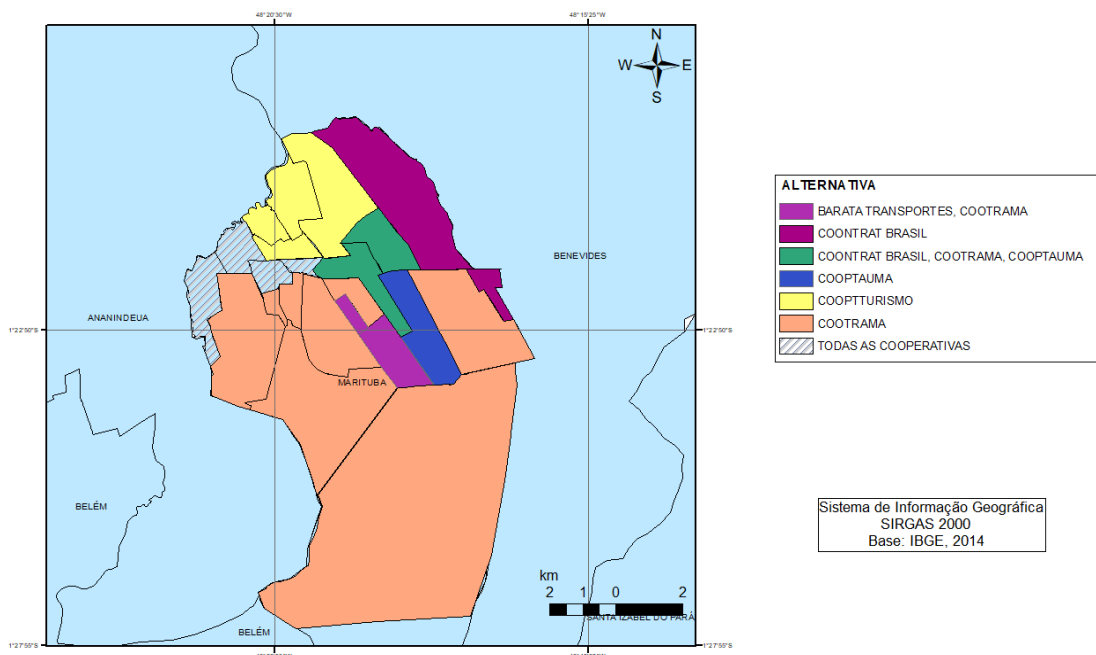 48° 20'30"W
48° 15'25"W
N
W
E
S
BENEVIDES
ANANINDEUA
1°22'50"S
1°22'50"S
MARITUBA
BELÉM
km
2 1 0 2
SANTA IZABEL DO PARÁ
BELÉM
1°27'55"S
1°27'55"S
ALTERNATIVA
BARATA TRANSPORTES, COOTRAMA
COONTRAT BRASIL
COONTRAT BRASIL, COOTRAMA, COOPTAUMA
COOPTAUMA
COOPTTURISMO
COOTRAMA
TODAS AS COOPERATIVAS
Sistema de Informação Geográfica
SIRGAS 2000
Base: IBGE, 2014